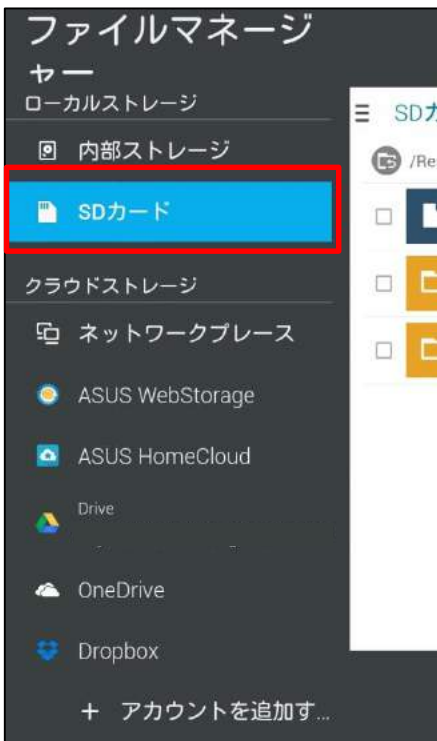 ファイルマネージ
ャー
ローカルストレージ
内部ストレージ
SDカード
クラウドストレージ
ネットワークプレース
ASUS WebStorage
ASUS HomeCloud
Drive
OneDrive
Dropbox
+ アカウントを追加す...
SDカ
/Re